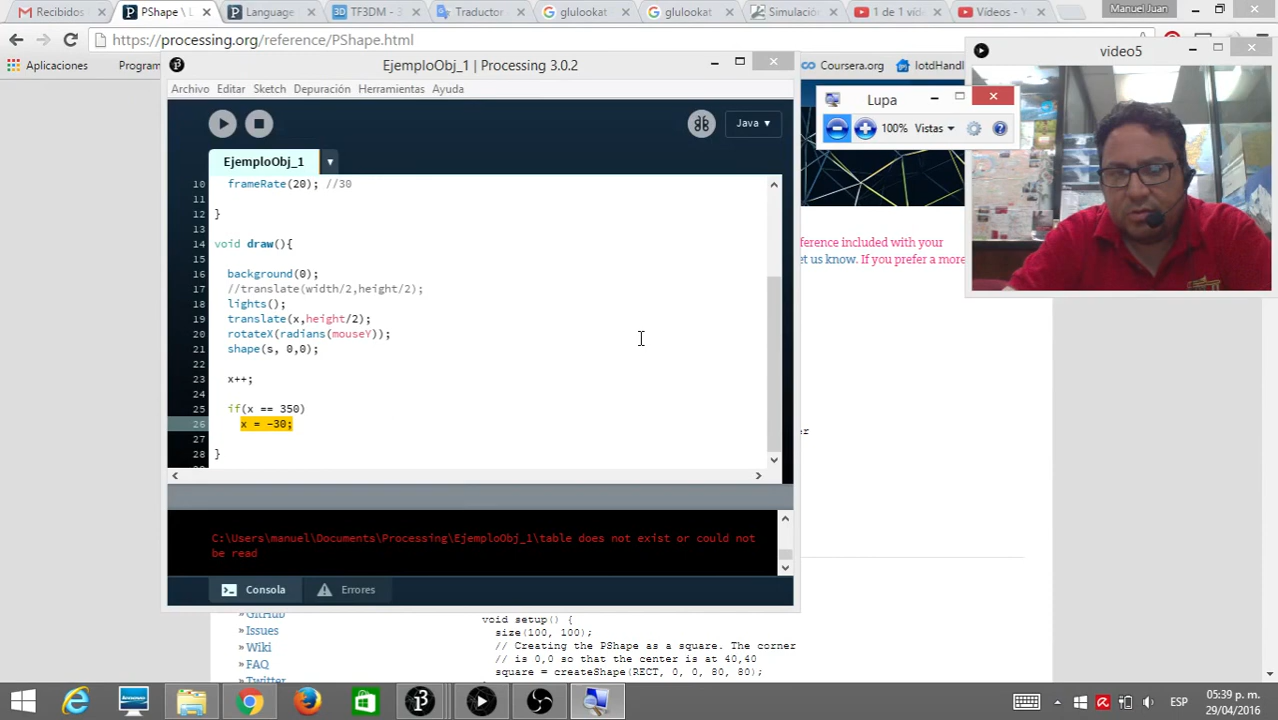 Recibidos
PShape \ L
Language
TF3DM - 3
Traductor
glulookat
glulookat
Simulació
1 de 1 víd
Vídeos - Y
Manuel Juan
https://processing.org/reference/PShape.html
Aplicaciones
Program
Coursera.org
lotdHandl
EjemploObj_1 | Processing 3.0.2
video5
Archivo Editar Sketch Depuración Herramientas Ayuda
Lupa
100% Vistas
Java
EjemploObj_1
10 frameRate(20); //30
11
12 }
13
14 void draw(){
15
16 background(0);
17 //translate(width/2,height/2);
18 lights();
19 translate(x,height/2);
20 rotateX(radians(mouseY));
21 shape(s, 0,0);
22
23 x++;
24
25 if(x == 350)
26 x = -30;
27
28 }
ference included with your
et us know. If you prefer a more
er
C:\Users\manuel\Documents\Processing\EjemploObj_1\table does not exist or could not
be read
Consola Errores
» GitHub
» Issues
» Wiki
» FAQ
» Twitter
void setup() {
size(100, 100);
// Creating the PShape as a square. The corner
// is 0,0 so that the center is at 40,40
square = createShape(RECT, 0, 0, 80, 80);
ESP
05:39 p. m.
29/04/2016